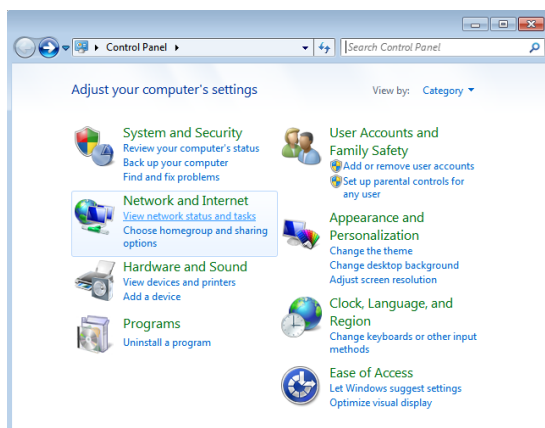 Control Panel
Search Control Panel
Adjust your computer's settings
View by: Category
System and Security
Review your computer's status
Back up your computer
Find and fix problems
Network and Internet
View network status and tasks
Choose homegroup and sharing
options
Hardware and Sound
View devices and printers
Add a device
Programs
Uninstall a program
User Accounts and
Family Safety
Add or remove user accounts
Set up parental controls for
any user
Appearance and
Personalization
Change the theme
Change desktop background
Adjust screen resolution
Clock, Language, and
Region
Change keyboards or other input
methods
Ease of Access
Let Windows suggest settings
Optimize visual display